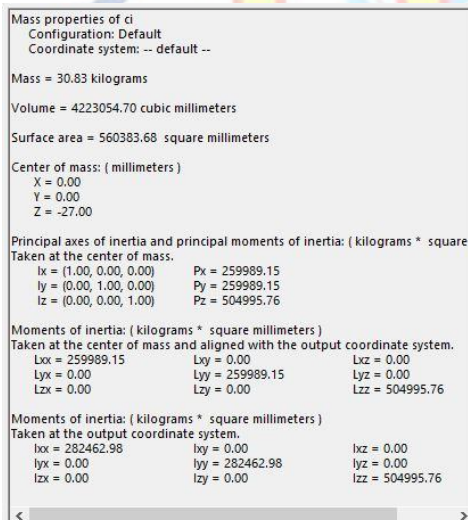 Mass properties of ci
Configuration: Default
Coordinate system: -- default --
Mass = 30.83 kilograms
Volume = 4223054.70 cubic millimeters
Surface area = 560383.68 square millimeters
Center of mass: ( millimeters )
X = 0.00
Y = 0.00
Z = -27.00
Principal axes of inertia and principal moments of inertia: ( kilograms * square
Taken at the center of mass.
Ix = (1.00, 0.00, 0.00) Px = 259989.15
Iy = (0.00, 1.00, 0.00) Py = 259989.15
Iz = (0.00, 0.00, 1.00) Pz = 504995.76
Moments of inertia: ( kilograms * square millimeters )
Taken at the center of mass and aligned with the output coordinate system.
Lxx = 259989.15 Lxy = 0.00 Lxz = 0.00
Lyx = 0.00 Lyy = 259989.15 Lyz = 0.00
Lzx = 0.00 Lzy = 0.00 Lzz = 504995.76
Moments of inertia: ( kilograms * square millimeters )
Taken at the output coordinate system.
Ixx = 282462.98 Ixy = 0.00 Ixz = 0.00
Iyx = 0.00 Iyy = 282462.98 Iyz = 0.00
Izx = 0.00 Izy = 0.00 Izz = 504995.76